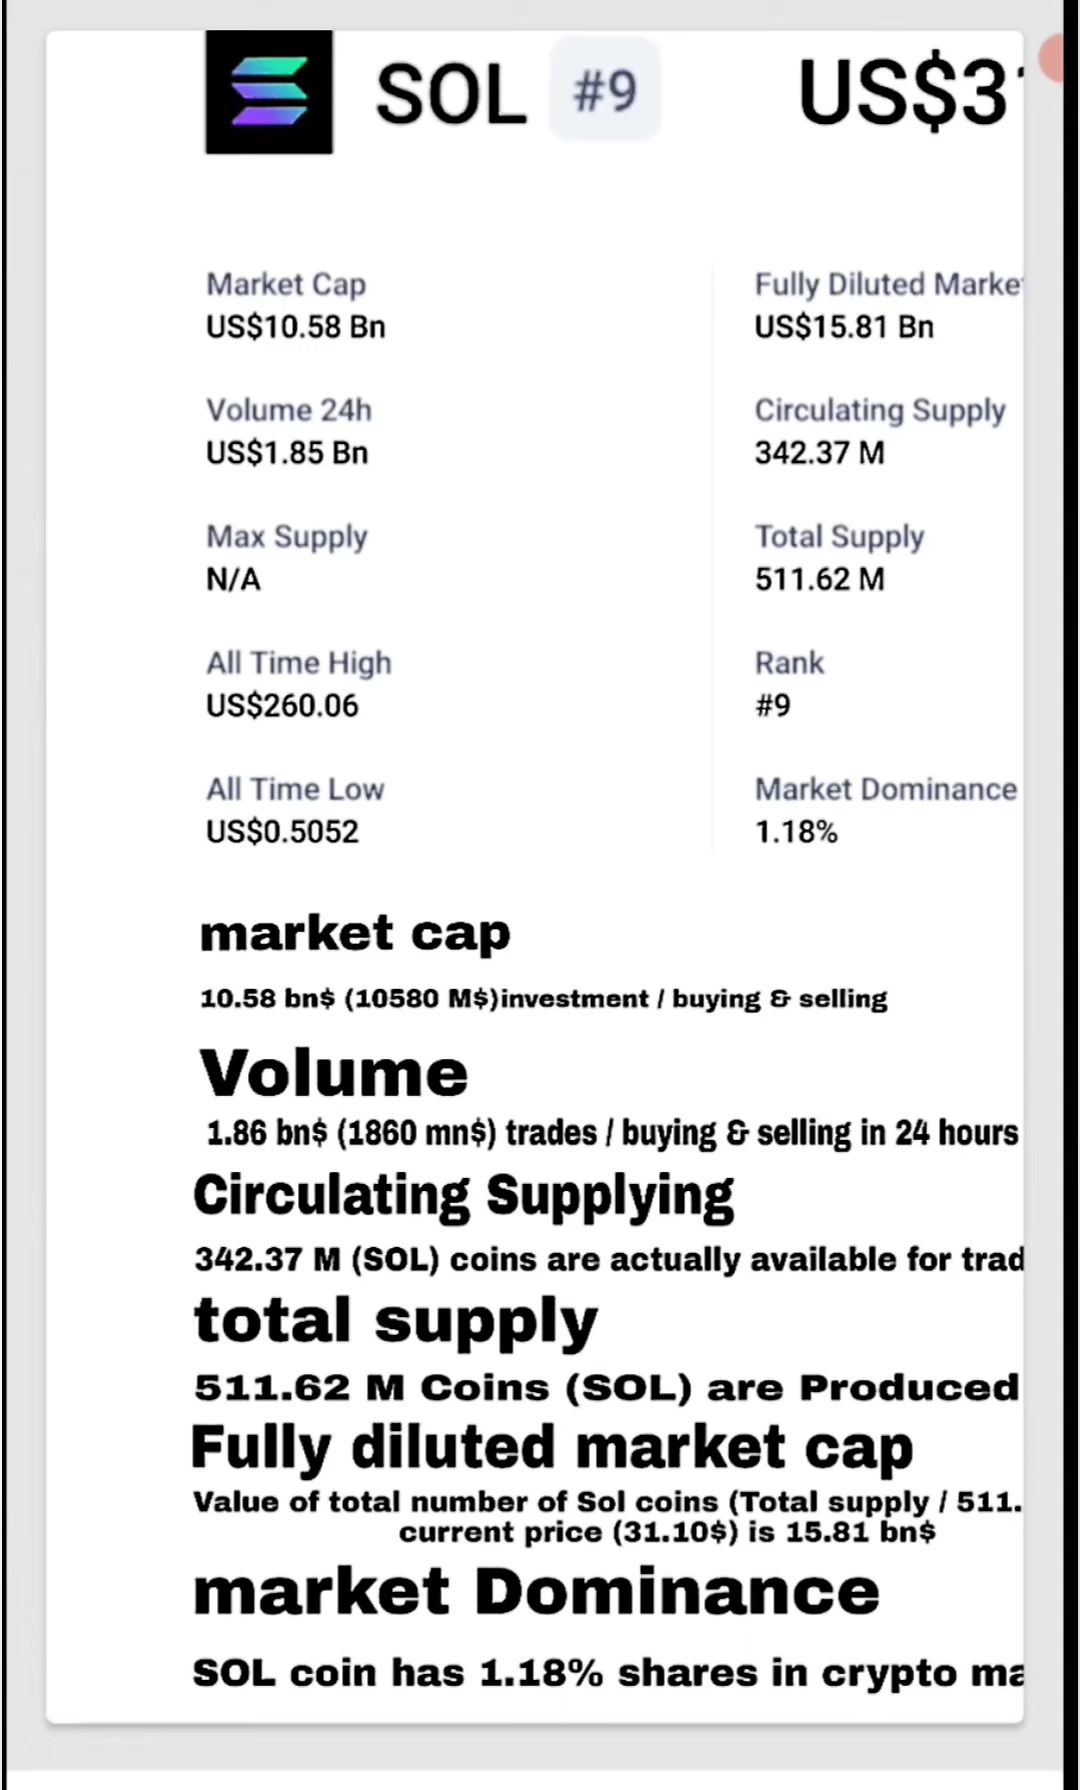 SOL #9 US$31
Market Cap
US$10.58 Bn
Fully Diluted Market
US$15.81 Bn
Volume 24h
US$1.85 Bn
Circulating Supply
342.37 M
Max Supply
N/A
Total Supply
511.62 M
All Time High
US$260.06
Rank
#9
All Time Low
US$0.5052
Market Dominance
1.18%
market cap
10.58 bn$ (10580 M$)investment / buying & selling
Volume
1.86 bn$ (1860 mn$) trades / buying & selling in 24 hours
Circulating Supplying
342.37 M (SOL) coins are actually available for trad
total supply
511.62 M Coins (SOL) are Produced
Fully diluted market cap
Value of total number of Sol coins (Total supply / 511.
current price (31.10$) is 15.81 bn$
market Dominance
SOL coin has 1.18% shares in crypto ma